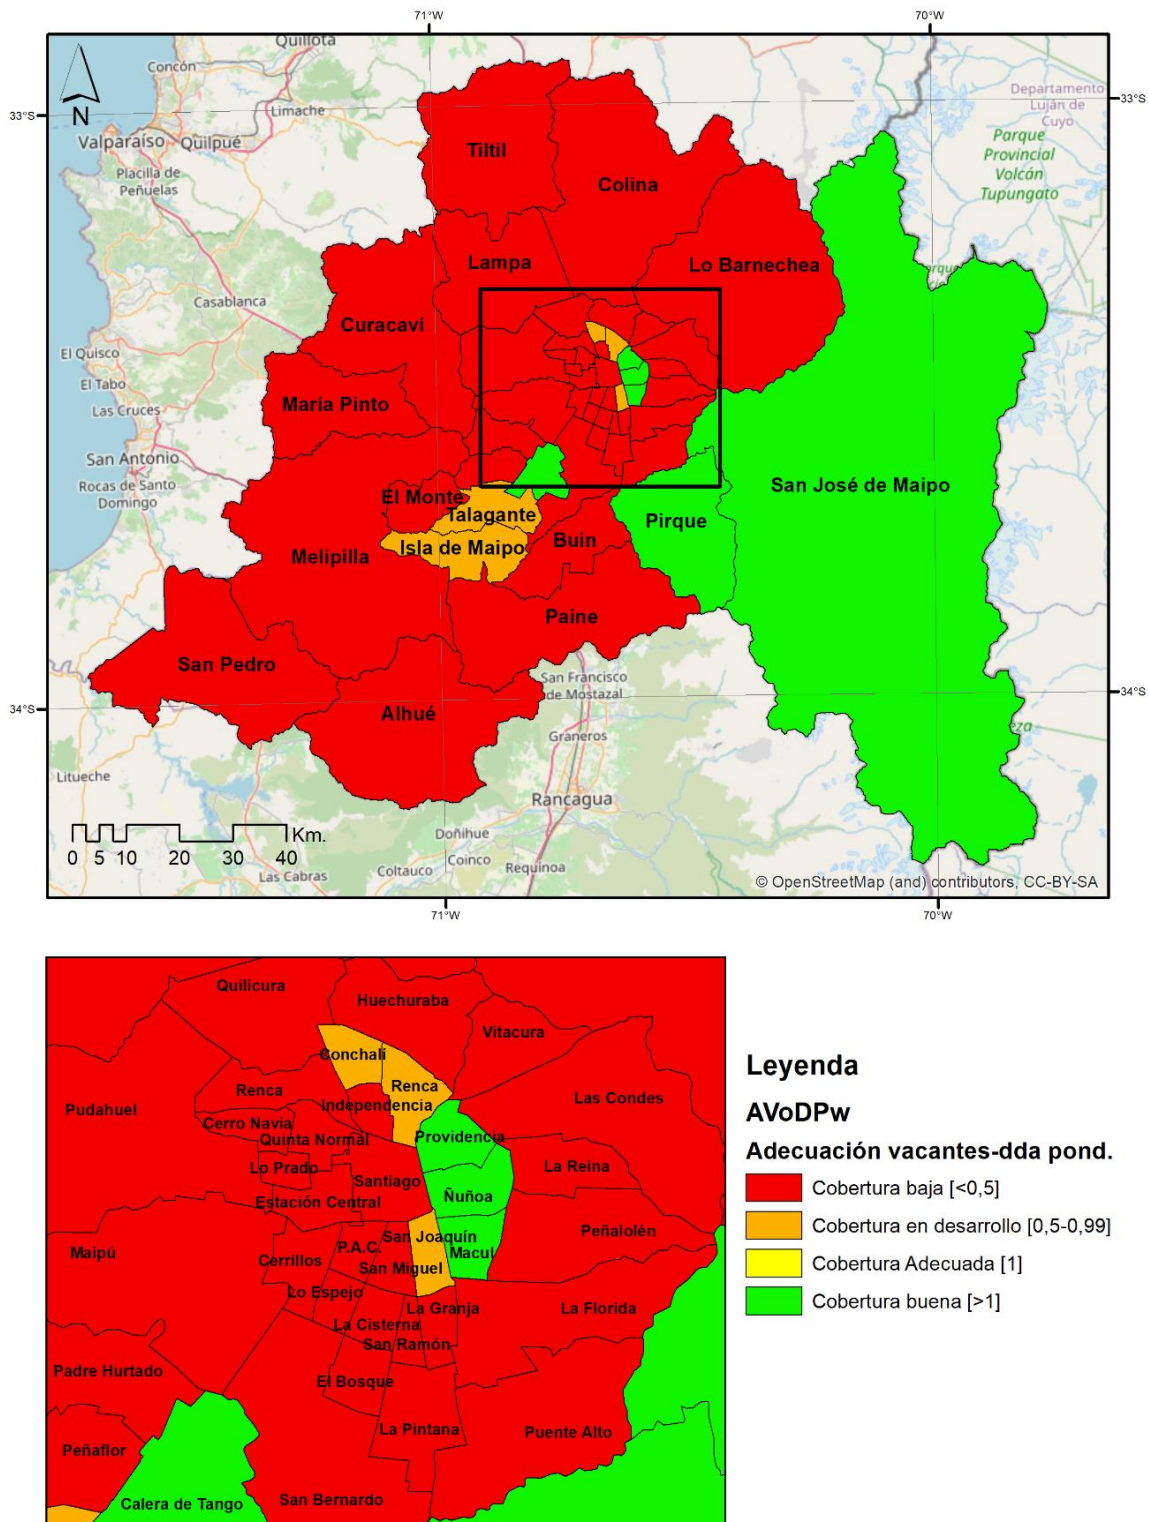 71°W
70°W
Quillota
Concón
Limache
Valparaíso
Quilpué
Placilla de
Peñuelas
N
33°S
33°S
Departamento
Luján de
Cuyo
Parque
Provincial
Volcán
Tupungato
Tiltil
Colina
Lampa
Lo Barnechea
Casablanca
Curacaví
El Quisco
El Tabo
Las Cruces
María Pinto
San Antonio
Rocas de Santo
Domingo
El Monte
Talagante
San José de Maipo
Pirque
Melipilla
Isla de Maipo
Buin
Paine
San Pedro
San Francisco
de Mostazal
34°S
34°S
Alhué
Graneros
Litueche
Rancagua
Doñihue
Coinco
Requínoa
Coltauco
Las Cabras
Km.
0 5 10 20 30 40
© OpenStreetMap (and) contributors, CC-BY-SA
71°W
70°W
Quilicura
Huechuraba
Vitacura
Conchalí
Renca
Renca
Independencia
Las Condes
Pudahuel
Cerro Navia
Quinta Normal
Providencia
Lo Prado
Santiago
La Reina
Estación Central
Ñuñoa
Peñalolén
Maipú
Cerrillos
P.A.C.
San Joaquín
San Miguel
Macul
Lo Espejo
La Granja
La Florida
La Cisterna
San Ramón
Padre Hurtado
El Bosque
La Pintana
Puente Alto
Peñaflor
Calera de Tango
San Bernardo
Leyenda
AVoDPw
Adecuación vacantes-dda pond.
Cobertura baja [<0,5]
Cobertura en desarrollo [0,5-0,99]
Cobertura Adecuada [1]
Cobertura buena [>1]